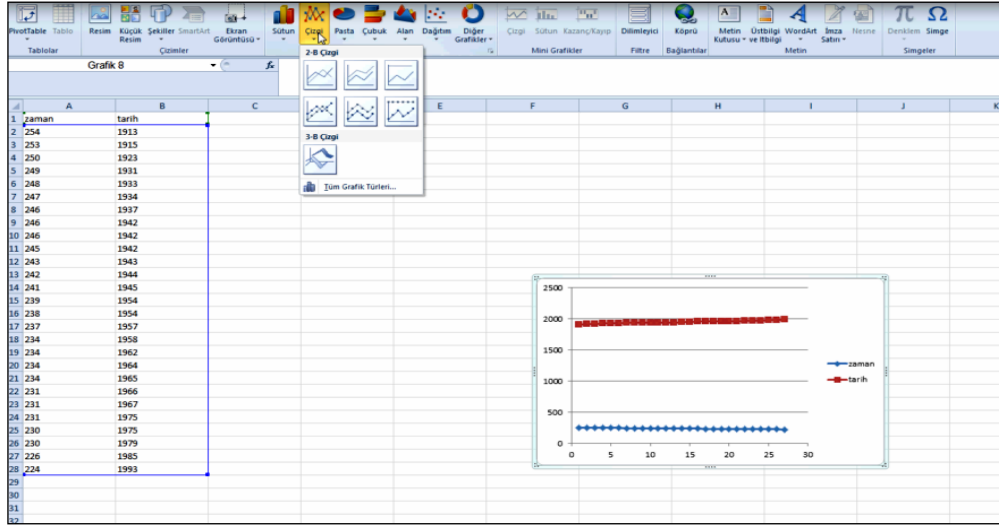 PivotTable Tablo Resim Küçük Resim Şekiller SmartArt Ekran Görüntüsü Sütun Çizgi Pasta Çubuk Alan Dağıtım Diğer Grafikler Çizgi Sütun Kazanç/Kayıp Dilimleyici Köprü Metin Kutusu Üstbilgi ve Itbilgi WordArt İmza Satırı Nesne Denklem Simge
Tablolar Çizimler Mini Grafikler Filtre Bağlantılar Metin Simgeler
Grafik 8 fx
2-B Çizgi
3-B Çizgi
Tüm Grafik Türleri...
A B C E F G H I J K
1 zaman tarih
2 254 1913
3 253 1915
4 250 1923
5 249 1931
6 248 1933
7 247 1934
8 246 1937
9 246 1942
10 246 1942
11 245 1942
12 243 1943
13 242 1944
14 241 1945
15 239 1954
16 238 1954
17 237 1957
18 234 1958
19 234 1962
20 234 1964
21 234 1965
22 231 1966
23 231 1967
24 231 1975
25 230 1975
26 230 1979
27 226 1985
28 224 1993
29
30
31
32
2500
2000
1500
1000
500
0
0 5 10 15 20 25 30
zaman
tarih